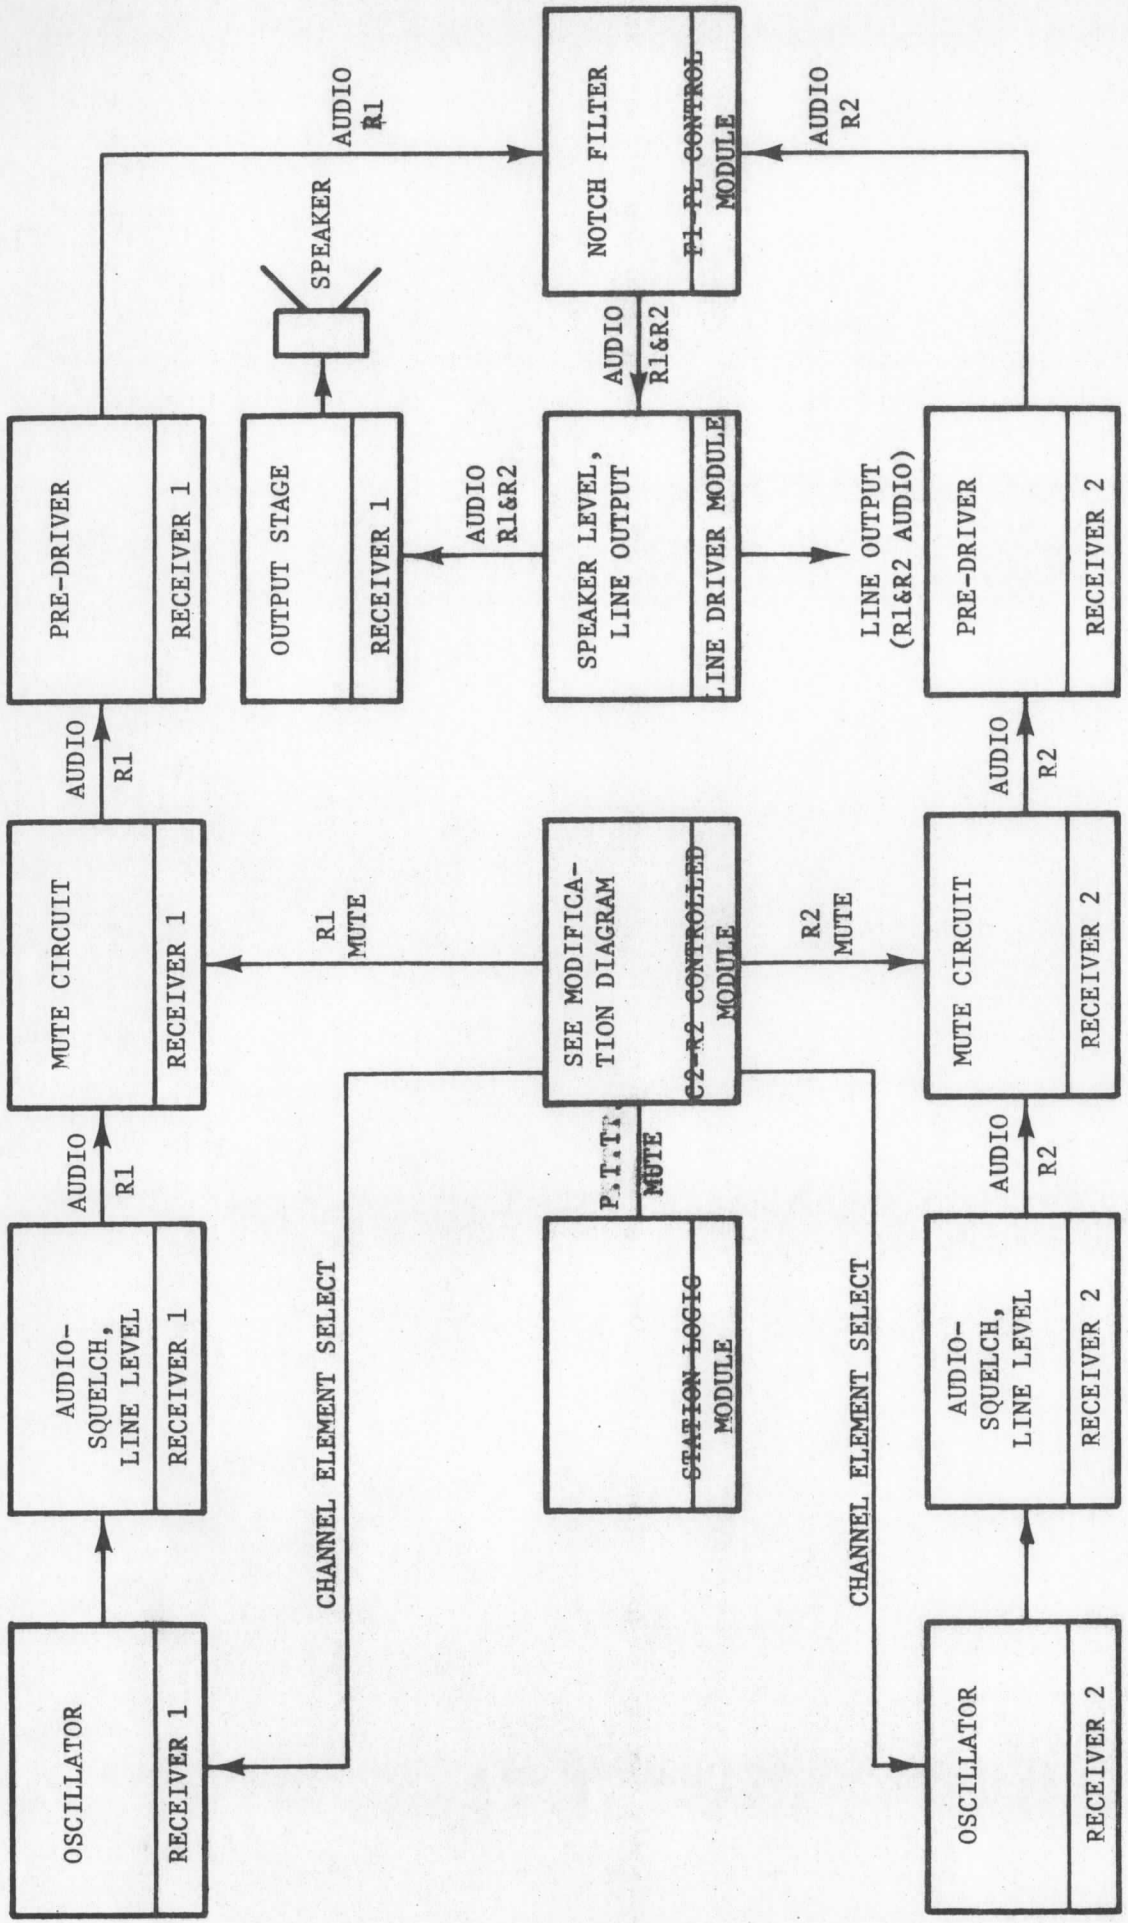 OSCILLATOR
RECEIVER 1
AUDIO-
SQUELCH,
LINE LEVEL
RECEIVER 1
AUDIO
R1
MUTE CIRCUIT
RECEIVER 1
AUDIO
R1
PRE-DRIVER
RECEIVER 1
AUDIO
R1
OUTPUT STAGE
RECEIVER 1
SPEAKER
CHANNEL ELEMENT SELECT
R1
MUTE
AUDIO
R1&R2
STATION LOGIC
MODULE
P.T.T.
MUTE
SEE MODIFICA-
TION DIAGRAM
C2-R2 CONTROLLED
MODULE
SPEAKER LEVEL,
LINE OUTPUT
LINE DRIVER MODULE
AUDIO
R1&R2
NOTCH FILTER
F1-PL CONTROL
MODULE
CHANNEL ELEMENT SELECT
R2
MUTE
LINE OUTPUT
(R1&R2 AUDIO)
AUDIO
R2
OSCILLATOR
RECEIVER 2
AUDIO-
SQUELCH,
LINE LEVEL
RECEIVER 2
AUDIO
R2
MUTE CIRCUIT
RECEIVER 2
AUDIO
R2
PRE-DRIVER
RECEIVER 2